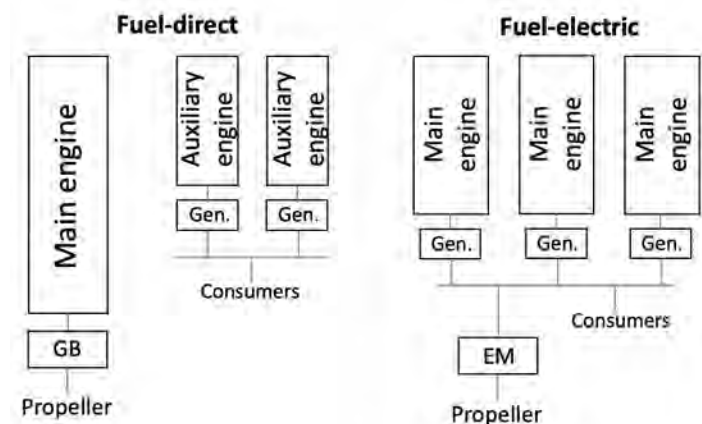 Fuel-direct
Main engine
Auxiliary
engine
Auxiliary
engine
Gen.
Gen.
Consumers
GB
Propeller
Fuel-electric
Main
engine
Main
engine
Main
engine
Gen.
Gen.
Gen.
Consumers
EM
Propeller